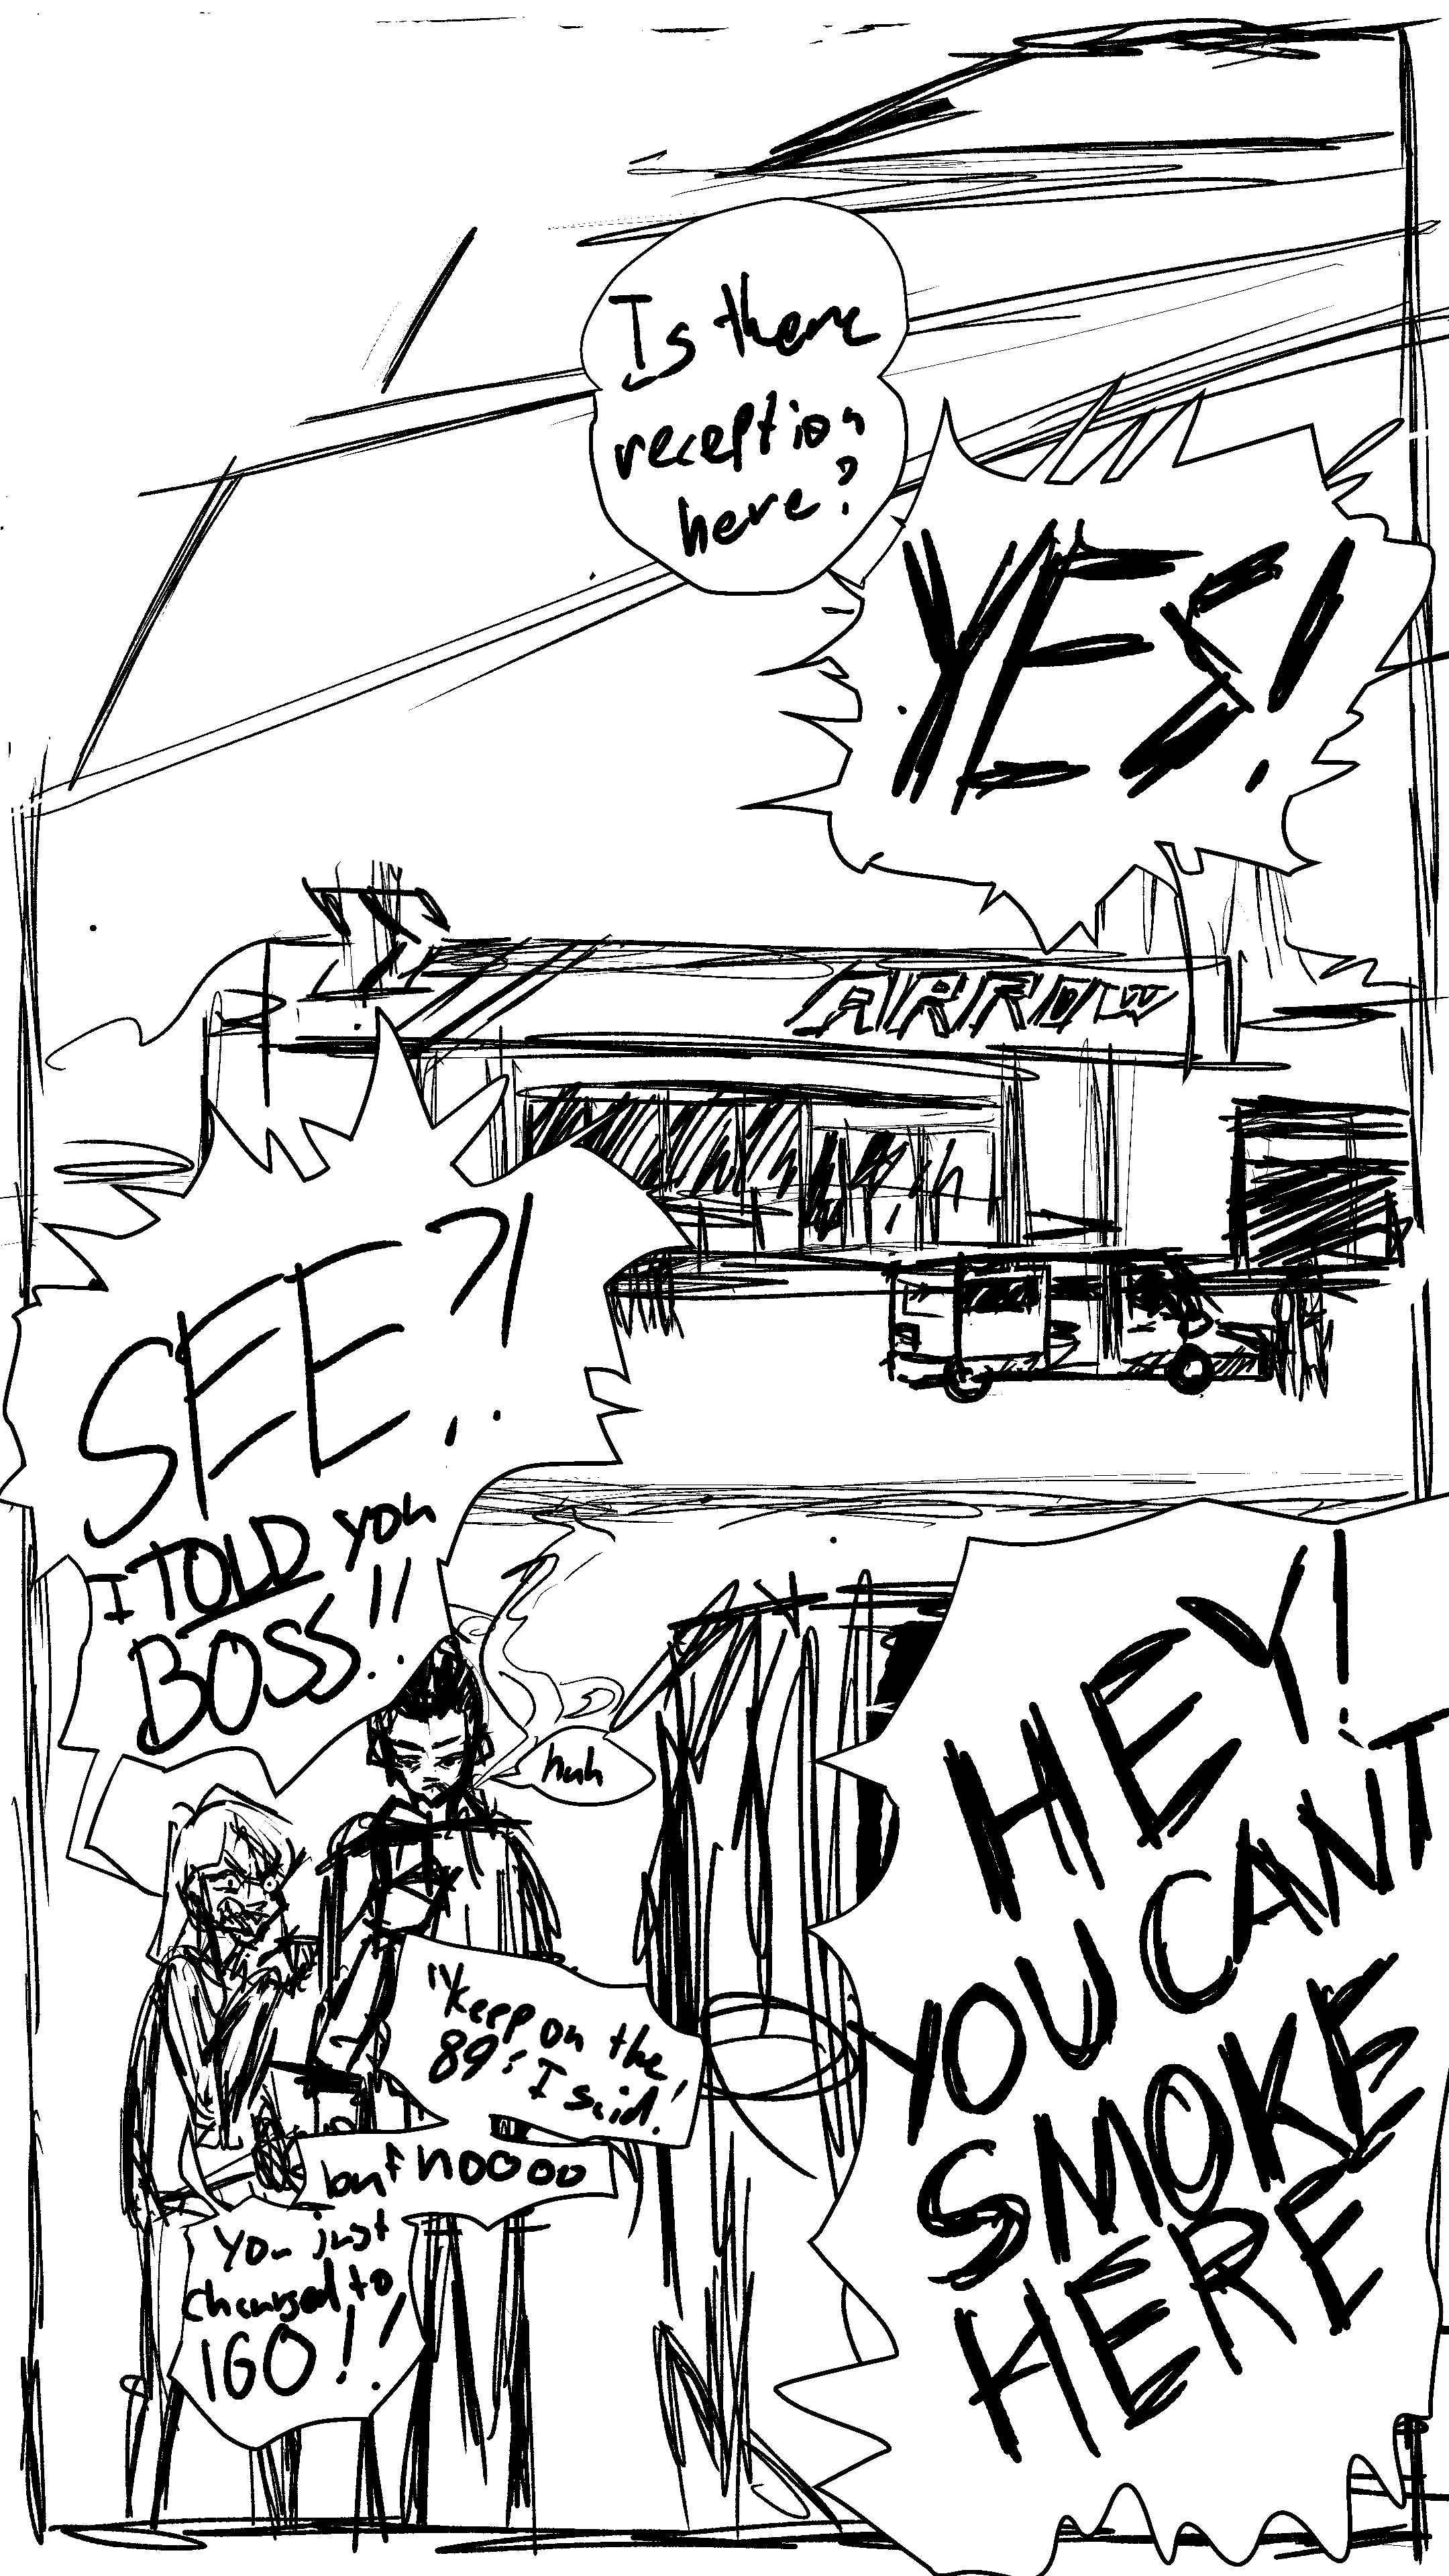 Is there
reception
here?
YES!
ARROW
SEE?!
I TOLD you
BOSS!!
huh
"Keep on the
89" I said!
but noooo
you just
changed to
160!!
HEY!
YOU CANT
SMOKE
HERE